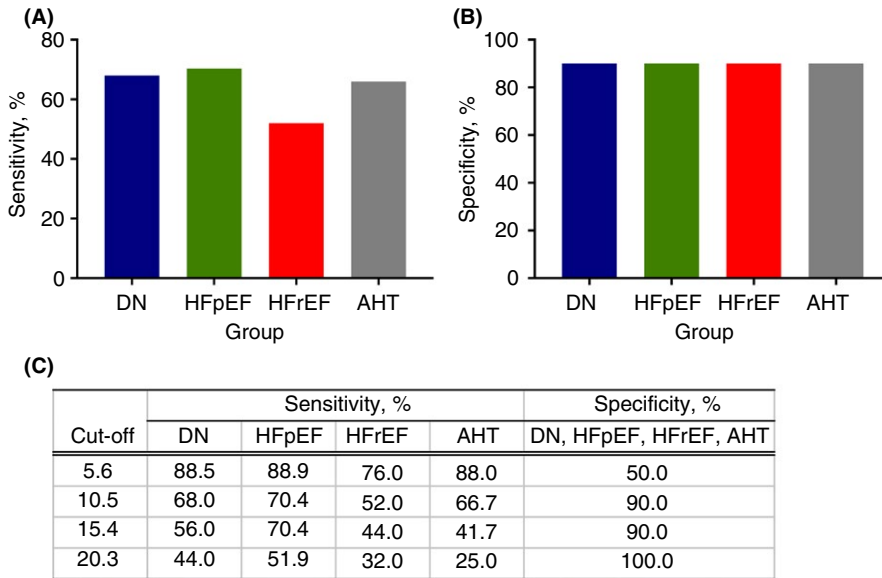 (A)
80
60
40
20
0
Sensitivity, %
DN HFpEF HFrEF AHT
Group
(B)
100
80
60
40
20
0
Specificity, %
DN HFpEF HFrEF AHT
Group
(C)
Sensitivity, % Specificity, %
Cut-off DN HFpEF HFrEF AHT DN, HFpEF, HFrEF, AHT
5.6 88.5 88.9 76.0 88.0 50.0
10.5 68.0 70.4 52.0 66.7 90.0
15.4 56.0 70.4 44.0 41.7 90.0
20.3 44.0 51.9 32.0 25.0 100.0